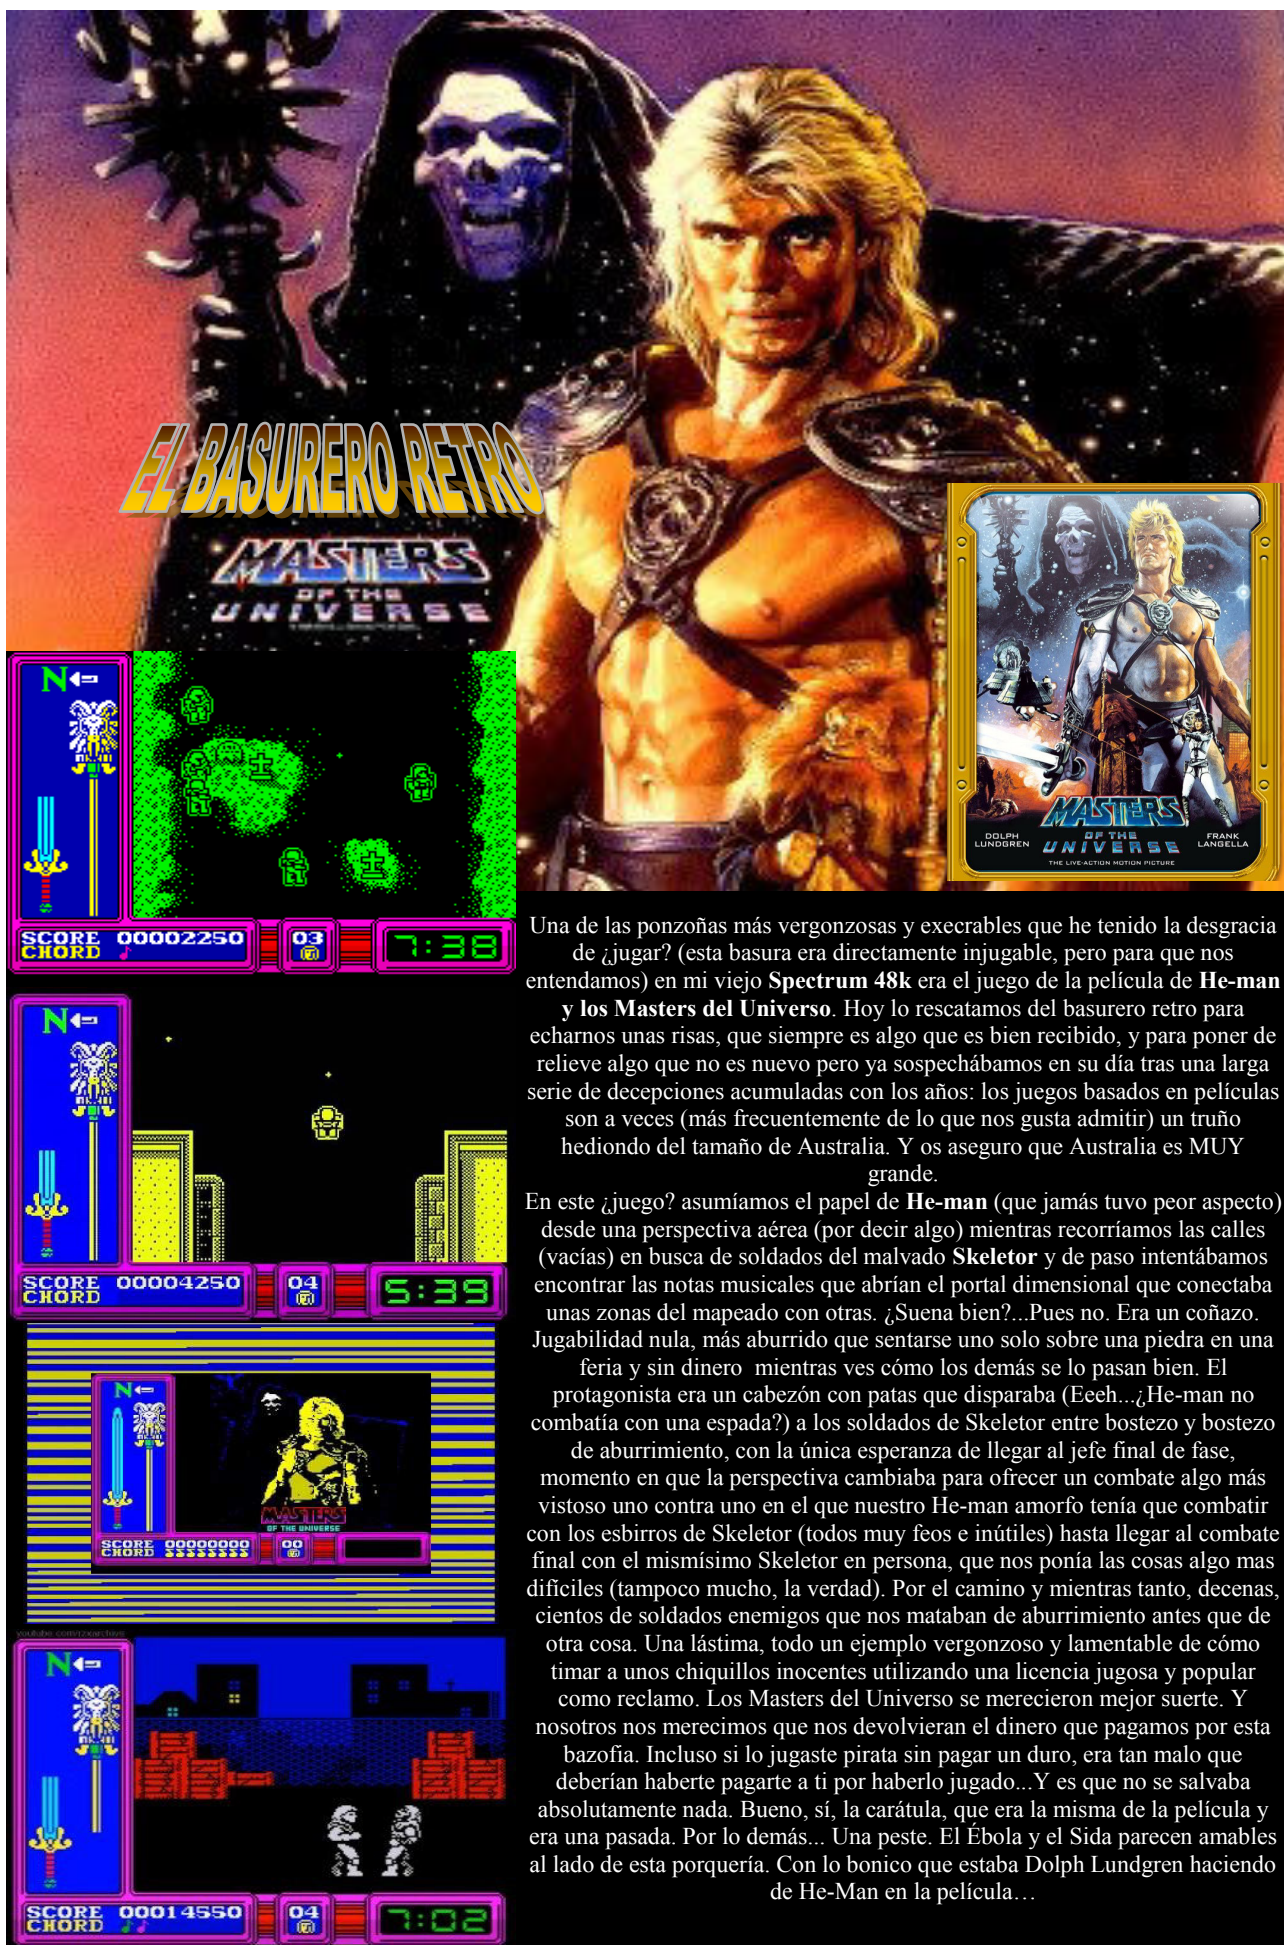 EL BASURERO RETRO
MASTERS
OF THE
UNIVERSE
MASTERS
OF THE
UNIVERSE
DOLPH
LUNDGREN
FRANK
LANGELLA
THE LIVE-ACTION MOTION PICTURE
N
SCORE 00002250
CHORD
03
7:38
N
SCORE 00004250
CHORD
04
5:39
N
MASTERS
OF THE UNIVERSE
SCORE 00000000
CHORD
00
youtube.com/rzxarchive
N
SCORE 00014550
CHORD
04
7:02
Una de las ponzoñas más vergonzosas y execrables que he tenido la desgracia
de ¿jugar? (esta basura era directamente injugable, pero para que nos
entendamos) en mi viejo Spectrum 48k era el juego de la película de He-man
y los Masters del Universo. Hoy lo rescatamos del basurero retro para
echarnos unas risas, que siempre es algo que es bien recibido, y para poner de
relieve algo que no es nuevo pero ya sospechábamos en su día tras una larga
serie de decepciones acumuladas con los años: los juegos basados en películas
son a veces (más frecuentemente de lo que nos gusta admitir) un truño
hediondo del tamaño de Australia. Y os aseguro que Australia es MUY
grande.
En este ¿juego? asumíamos el papel de He-man (que jamás tuvo peor aspecto)
desde una perspectiva aérea (por decir algo) mientras recorríamos las calles
(vacías) en busca de soldados del malvado Skeletor y de paso intentábamos
encontrar las notas musicales que abrían el portal dimensional que conectaba
unas zonas del mapeado con otras. ¿Suena bien?...Pues no. Era un coñazo.
Jugabilidad nula, más aburrido que sentarse uno solo sobre una piedra en una
feria y sin dinero  mientras ves cómo los demás se lo pasan bien. El
protagonista era un cabezón con patas que disparaba (Eeeh...¿He-man no
combatía con una espada?) a los soldados de Skeletor entre bostezo y bostezo
de aburrimiento, con la única esperanza de llegar al jefe final de fase,
momento en que la perspectiva cambiaba para ofrecer un combate algo más
vistoso uno contra uno en el que nuestro He-man amorfo tenía que combatir
con los esbirros de Skeletor (todos muy feos e inútiles) hasta llegar al combate
final con el mismísimo Skeletor en persona, que nos ponía las cosas algo mas
difíciles (tampoco mucho, la verdad). Por el camino y mientras tanto, decenas,
cientos de soldados enemigos que nos mataban de aburrimiento antes que de
otra cosa. Una lástima, todo un ejemplo vergonzoso y lamentable de cómo
timar a unos chiquillos inocentes utilizando una licencia jugosa y popular
como reclamo. Los Masters del Universo se merecieron mejor suerte. Y
nosotros nos merecimos que nos devolvieran el dinero que pagamos por esta
bazofia. Incluso si lo jugaste pirata sin pagar un duro, era tan malo que
deberían haberte pagarte a ti por haberlo jugado...Y es que no se salvaba
absolutamente nada. Bueno, sí, la carátula, que era la misma de la película y
era una pasada. Por lo demás... Una peste. El Ébola y el Sida parecen amables
al lado de esta porquería. Con lo bonico que estaba Dolph Lundgren haciendo
de He-Man en la película…